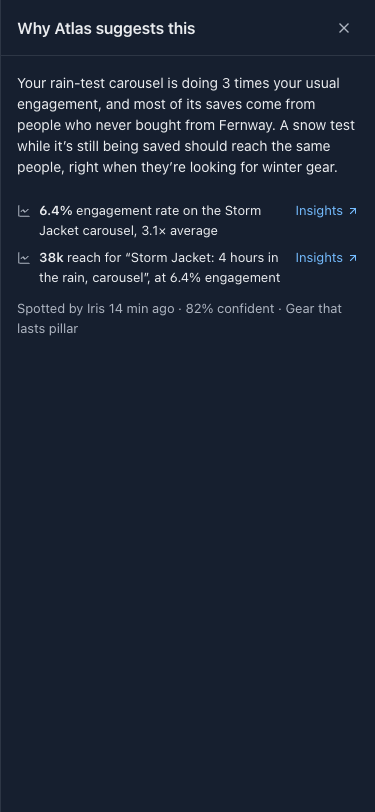 Why Atlas suggests this
Your rain-test carousel is doing 3 times your usual
engagement, and most of its saves come from
people who never bought from Fernway. A snow test
while it’s still being saved should reach the same
people, right when they’re looking for winter gear.
6.4% engagement rate on the Storm Insights ↗
Jacket carousel, 3.1× average
38k reach for “Storm Jacket: 4 hours in Insights ↗
the rain, carousel”, at 6.4% engagement
Spotted by Iris 14 min ago · 82% confident · Gear that
lasts pillar